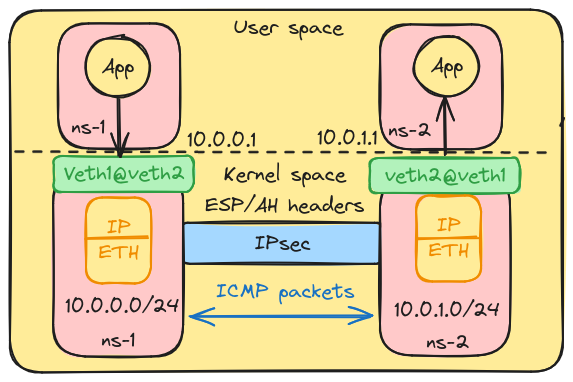 User space
App
App
ns-1
ns-2
10.0.0.1
10.0.1.1
Veth1@veth2
Kernel space
veth2@veth1
ESP/AH headers
IP
ETH
IPsec
IP
ETH
ICMP packets
10.0.0.0/24
10.0.1.0/24
ns-1
ns-2